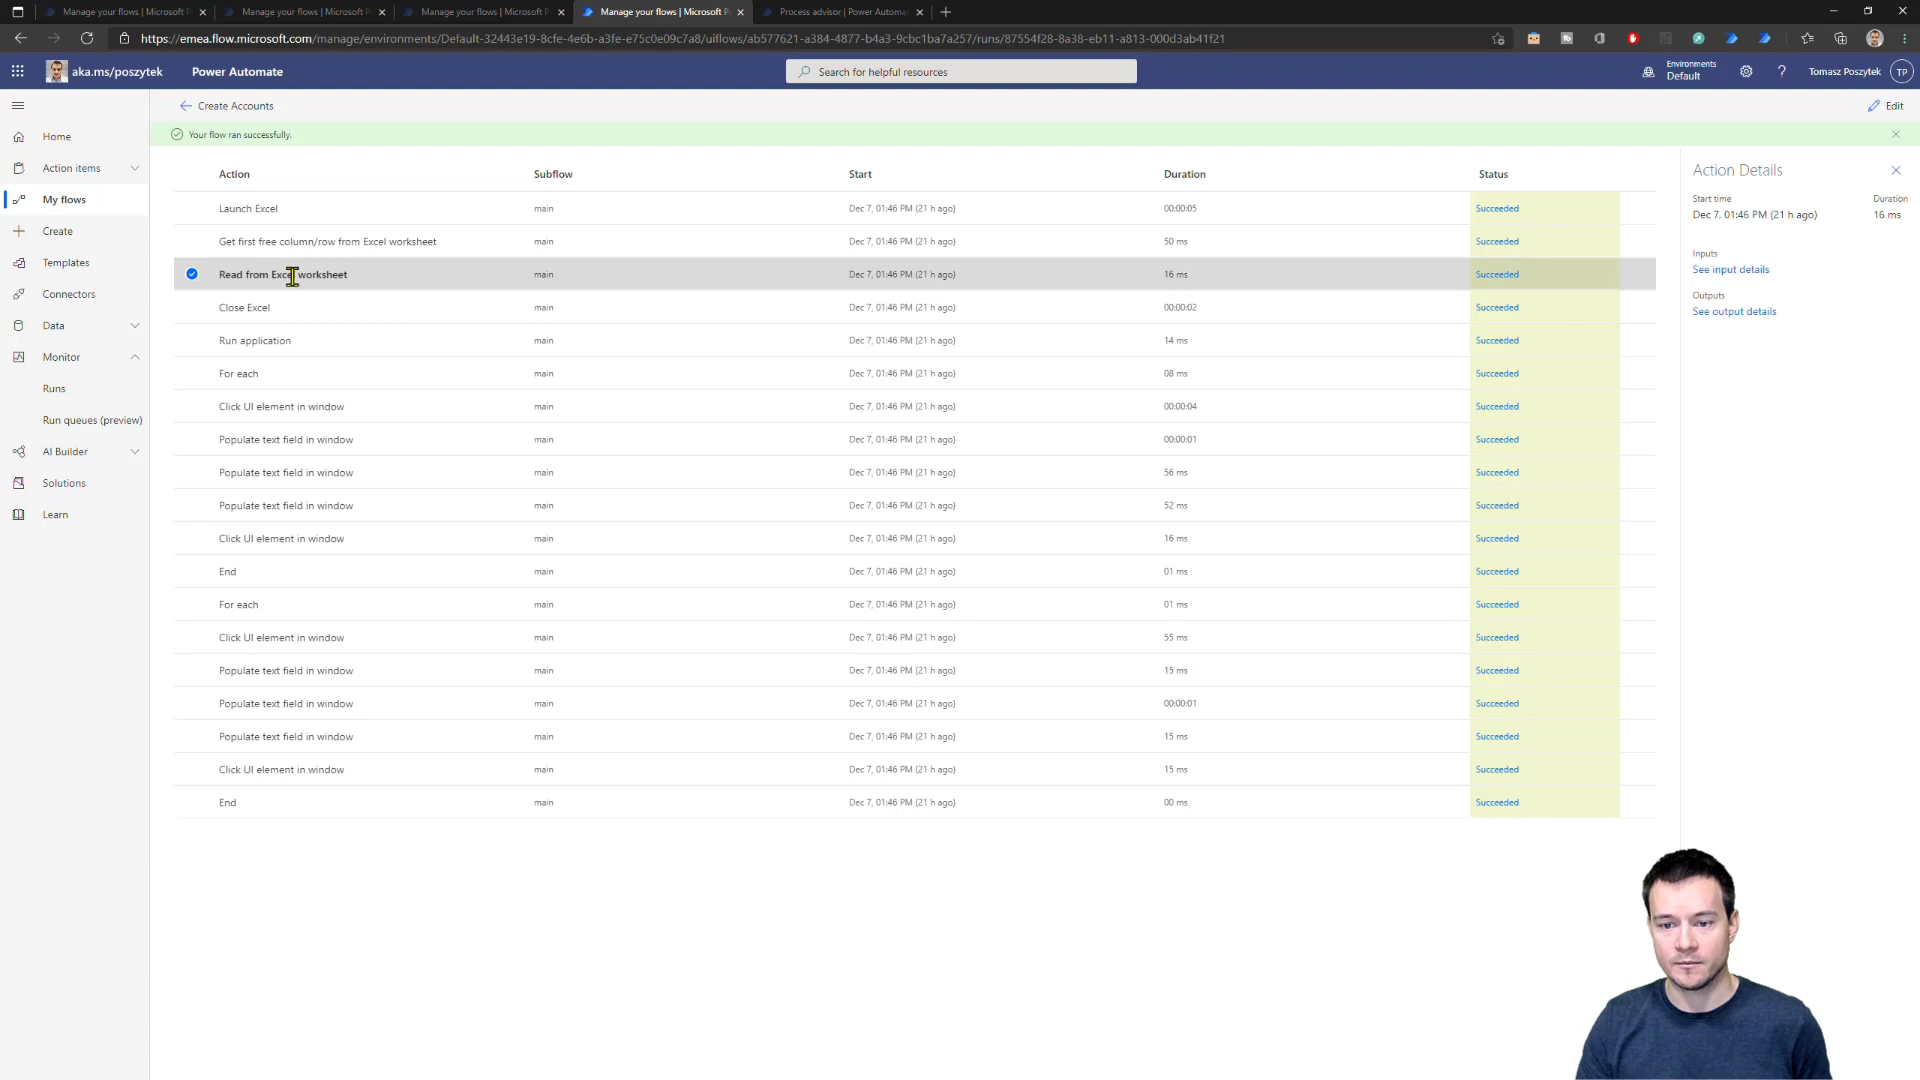 Manage your flows | Microsoft P
Manage your flows | Microsoft P
Manage your flows | Microsoft P
Manage your flows | Microsoft P
Process advisor | Power Automa
https://emea.flow.microsoft.com/manage/environments/Default-32443e19-8cfe-4e6b-a3fe-e75c0e09c7a8/uiflows/ab577621-a384-4877-b4a3-9cbc1ba7a257/runs/87554f28-8a38-eb11-a813-000d3ab41f21
aka.ms/poszytek Power Automate Search for helpful resources Environments Default ? Tomasz Poszytek TP
Create Accounts Edit
Your flow ran successfully.
Home
Action items
My flows
Create
Templates
Connectors
Data
Monitor
Runs
Run queues (preview)
AI Builder
Solutions
Learn
Action Subflow Start Duration Status
Launch Excel main Dec 7, 01:46 PM (21 h ago) 00:00:05 Succeeded
Get first free column/row from Excel worksheet main Dec 7, 01:46 PM (21 h ago) 50 ms Succeeded
Read from Excel worksheet main Dec 7, 01:46 PM (21 h ago) 16 ms Succeeded
Close Excel main Dec 7, 01:46 PM (21 h ago) 00:00:02 Succeeded
Run application main Dec 7, 01:46 PM (21 h ago) 14 ms Succeeded
For each main Dec 7, 01:46 PM (21 h ago) 08 ms Succeeded
Click UI element in window main Dec 7, 01:46 PM (21 h ago) 00:00:04 Succeeded
Populate text field in window main Dec 7, 01:46 PM (21 h ago) 00:00:01 Succeeded
Populate text field in window main Dec 7, 01:46 PM (21 h ago) 56 ms Succeeded
Populate text field in window main Dec 7, 01:46 PM (21 h ago) 52 ms Succeeded
Click UI element in window main Dec 7, 01:46 PM (21 h ago) 16 ms Succeeded
End main Dec 7, 01:46 PM (21 h ago) 01 ms Succeeded
For each main Dec 7, 01:46 PM (21 h ago) 01 ms Succeeded
Click UI element in window main Dec 7, 01:46 PM (21 h ago) 55 ms Succeeded
Populate text field in window main Dec 7, 01:46 PM (21 h ago) 15 ms Succeeded
Populate text field in window main Dec 7, 01:46 PM (21 h ago) 00:00:01 Succeeded
Populate text field in window main Dec 7, 01:46 PM (21 h ago) 15 ms Succeeded
Click UI element in window main Dec 7, 01:46 PM (21 h ago) 15 ms Succeeded
End main Dec 7, 01:46 PM (21 h ago) 00 ms Succeeded
Action Details
Start time Duration
Dec 7, 01:46 PM (21 h ago) 16 ms
Inputs
See input details
Outputs
See output details